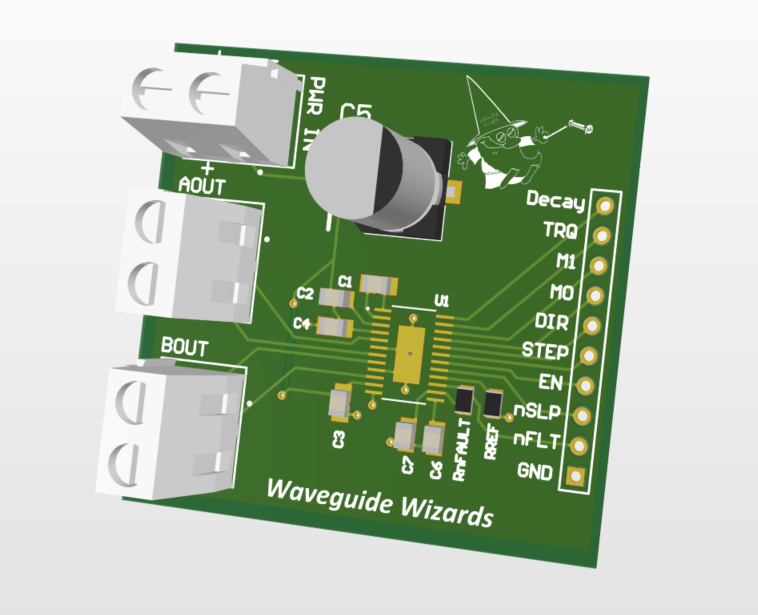 PWR IN
C5
+
AOUT
Decay
TRQ
M1
M0
DIR
STEP
EN
nSLP
nFLT
GND
C1
C2
C4
U1
BOUT
C3
C7
C6
RnFAULT
RREF
Waveguide Wizards